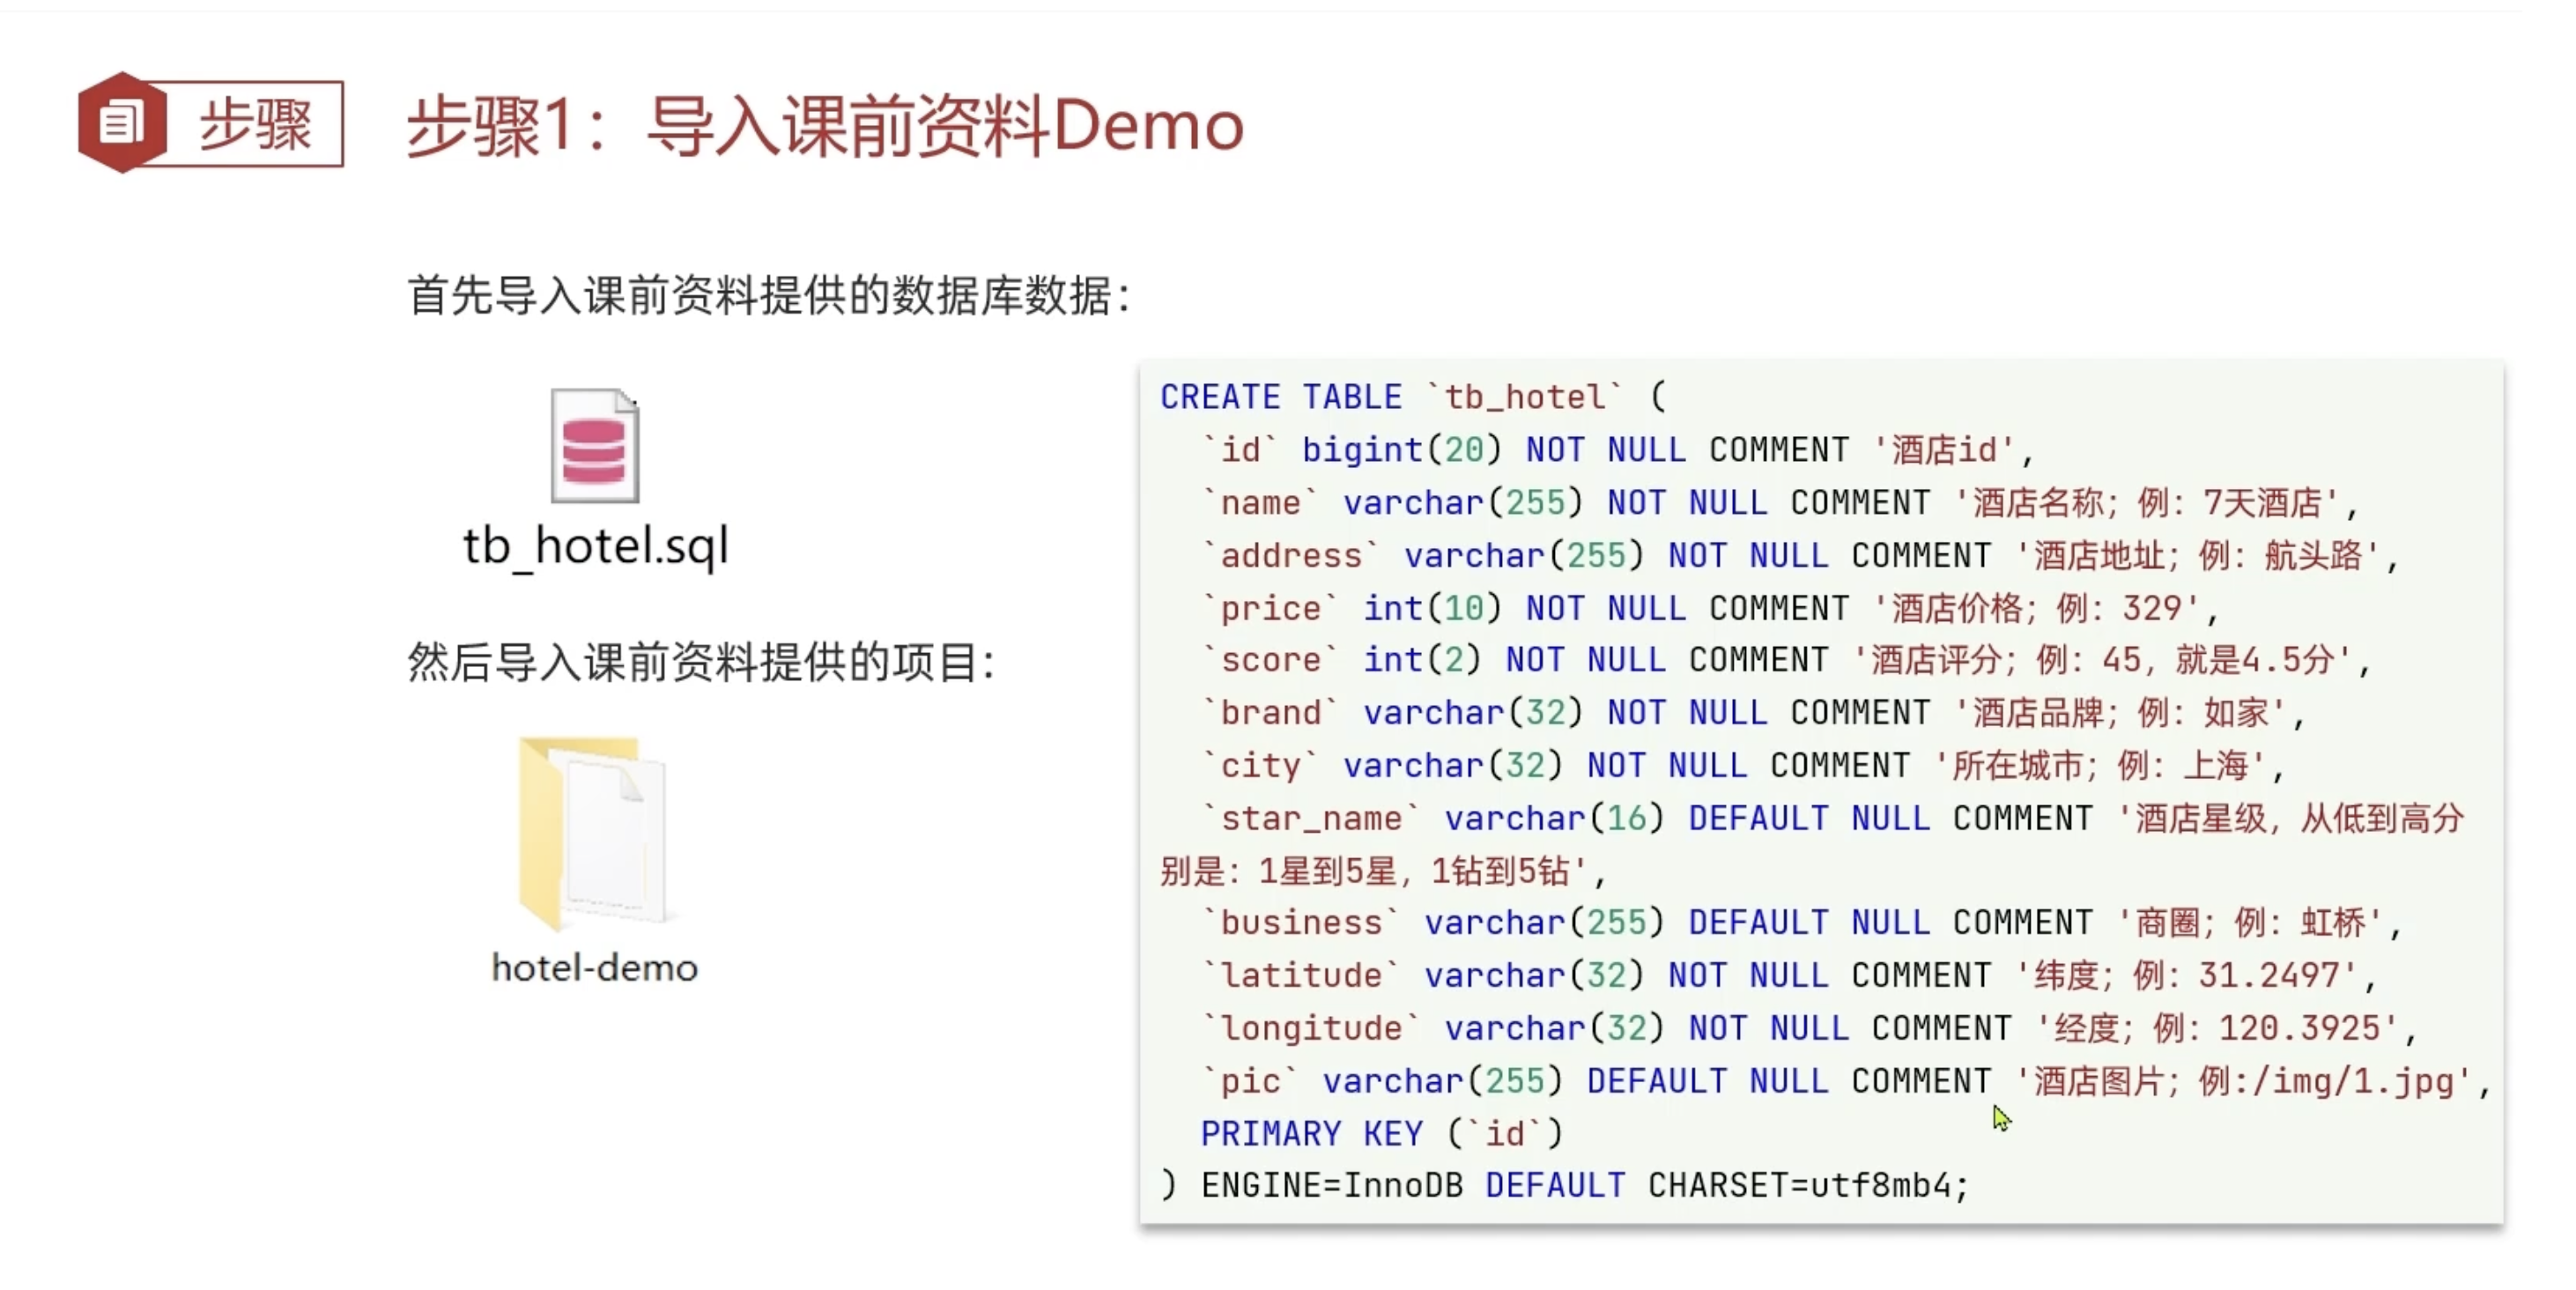 步骤
步骤1：导入课前资料Demo
首先导入课前资料提供的数据库数据：
tb_hotel.sql
然后导入课前资料提供的项目：
hotel-demo
CREATE TABLE `tb_hotel` (
`id` bigint(20) NOT NULL COMMENT '酒店id',
`name` varchar(255) NOT NULL COMMENT '酒店名称；例：7天酒店',
`address` varchar(255) NOT NULL COMMENT '酒店地址；例：航头路',
`price` int(10) NOT NULL COMMENT '酒店价格；例：329',
`score` int(2) NOT NULL COMMENT '酒店评分；例：45，就是4.5分',
`brand` varchar(32) NOT NULL COMMENT '酒店品牌；例：如家',
`city` varchar(32) NOT NULL COMMENT '所在城市；例：上海',
`star_name` varchar(16) DEFAULT NULL COMMENT '酒店星级，从低到高分
别是：1星到5星，1钻到5钻',
`business` varchar(255) DEFAULT NULL COMMENT '商圈；例：虹桥',
`latitude` varchar(32) NOT NULL COMMENT '纬度；例：31.2497',
`longitude` varchar(32) NOT NULL COMMENT '经度；例：120.3925',
`pic` varchar(255) DEFAULT NULL COMMENT '酒店图片；例:/img/1.jpg',
PRIMARY KEY (`id`)
) ENGINE=InnoDB DEFAULT CHARSET=utf8mb4;